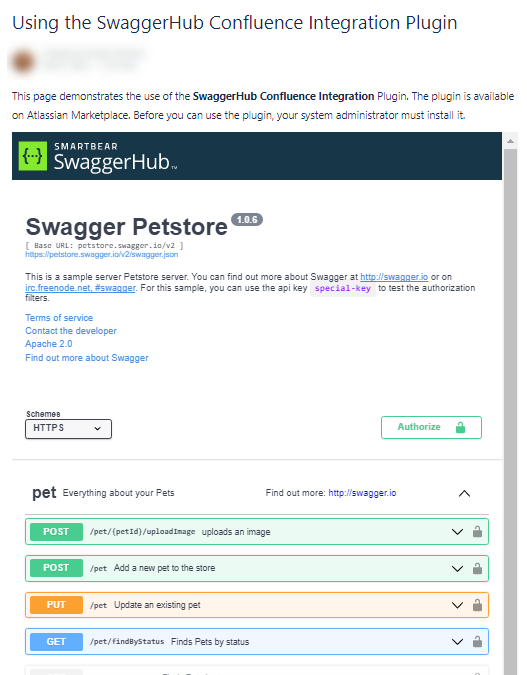 Using the SwaggerHub Confluence Integration Plugin
This page demonstrates the use of the SwaggerHub Confluence Integration Plugin. The plugin is available
on Atlassian Marketplace. Before you can use the plugin, your system administrator must install it.
SMARTBEAR
SwaggerHub™
Swagger Petstore 1.0.6
[ Base URL: petstore.swagger.io/v2 ]
https://petstore.swagger.io/v2/swagger.json
This is a sample server Petstore server. You can find out more about Swagger at http://swagger.io or on
irc.freenode.net, #swagger. For this sample, you can use the api key special-key to test the authorization
filters.
Terms of service
Contact the developer
Apache 2.0
Find out more about Swagger
Schemes
HTTPS
Authorize
pet Everything about your Pets Find out more: http://swagger.io
POST /pet/{petId}/uploadImage uploads an image
POST /pet Add a new pet to the store
PUT /pet Update an existing pet
GET /pet/findByStatus Finds Pets by status